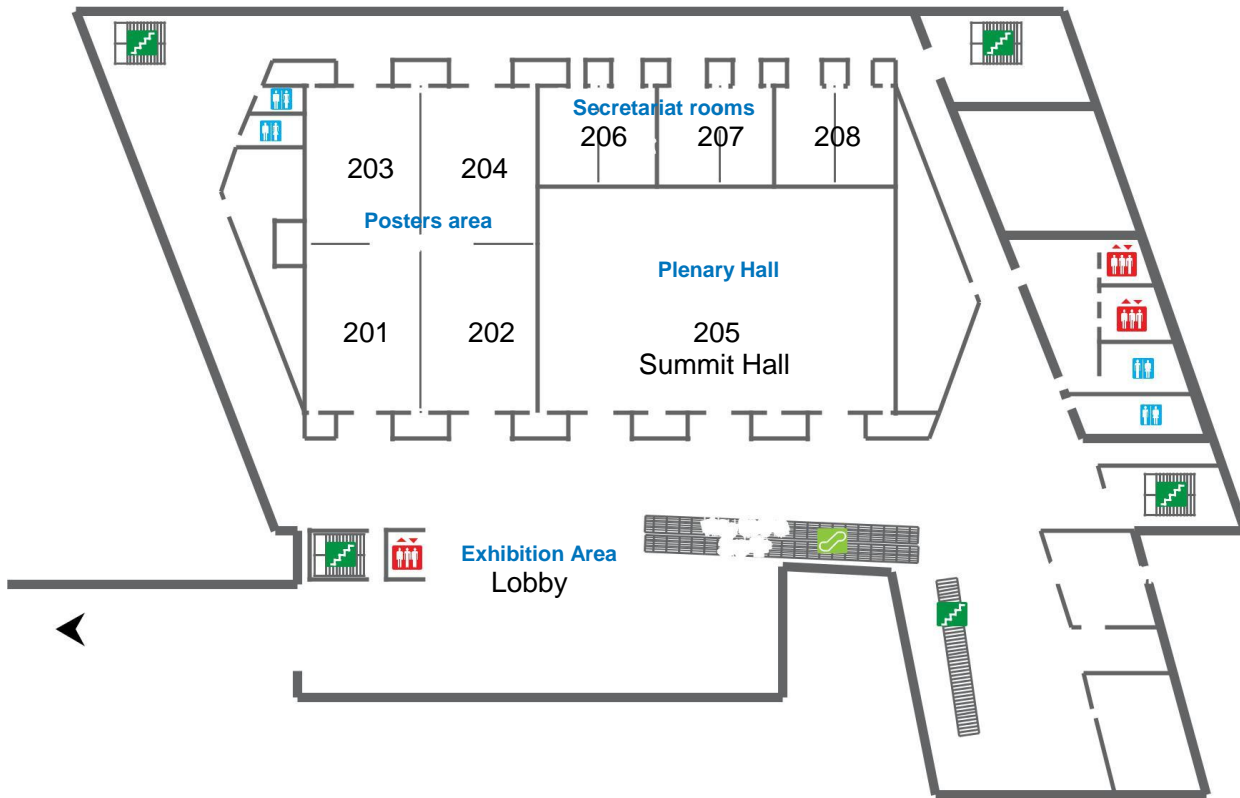 Secretariat rooms
206 207 208
203 204
Posters area
Plenary Hall
201 202 205
Summit Hall
Exhibition Area
Lobby